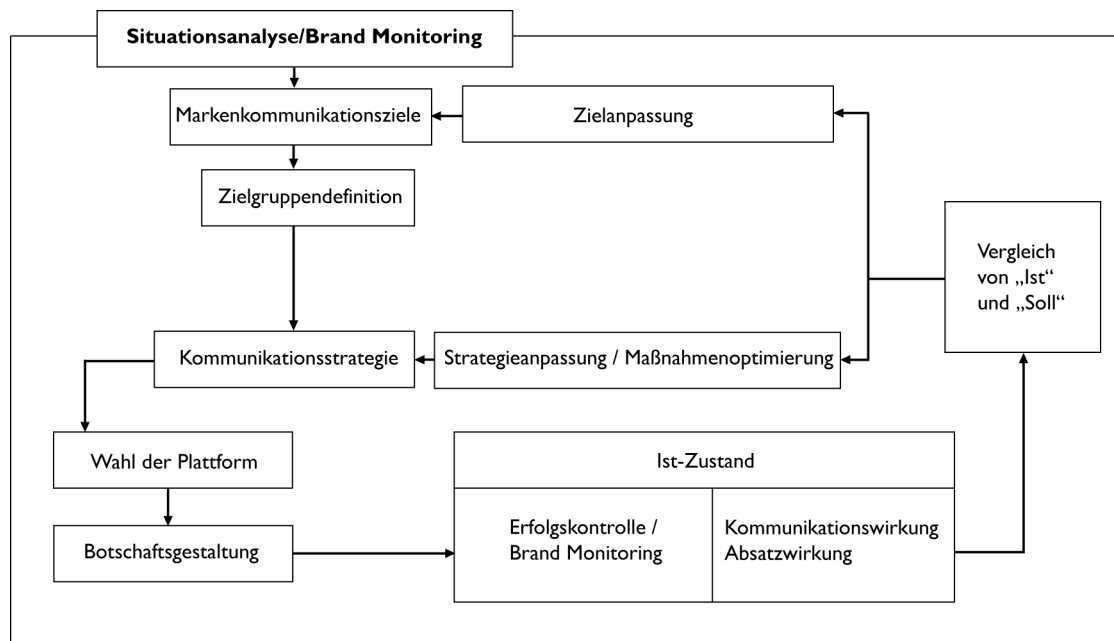 Situationsanalyse/Brand Monitoring
Markenkommunikationsziele
Zielanpassung
Zielgruppendefinition
Vergleich
von „Ist“
und „Soll“
Kommunikationsstrategie
Strategieanpassung / Maßnahmenoptimierung
Wahl der Plattform
Ist-Zustand
Botschaftsgestaltung
Erfolgskontrolle /
Brand Monitoring
Kommunikationswirkung
Absatzwirkung